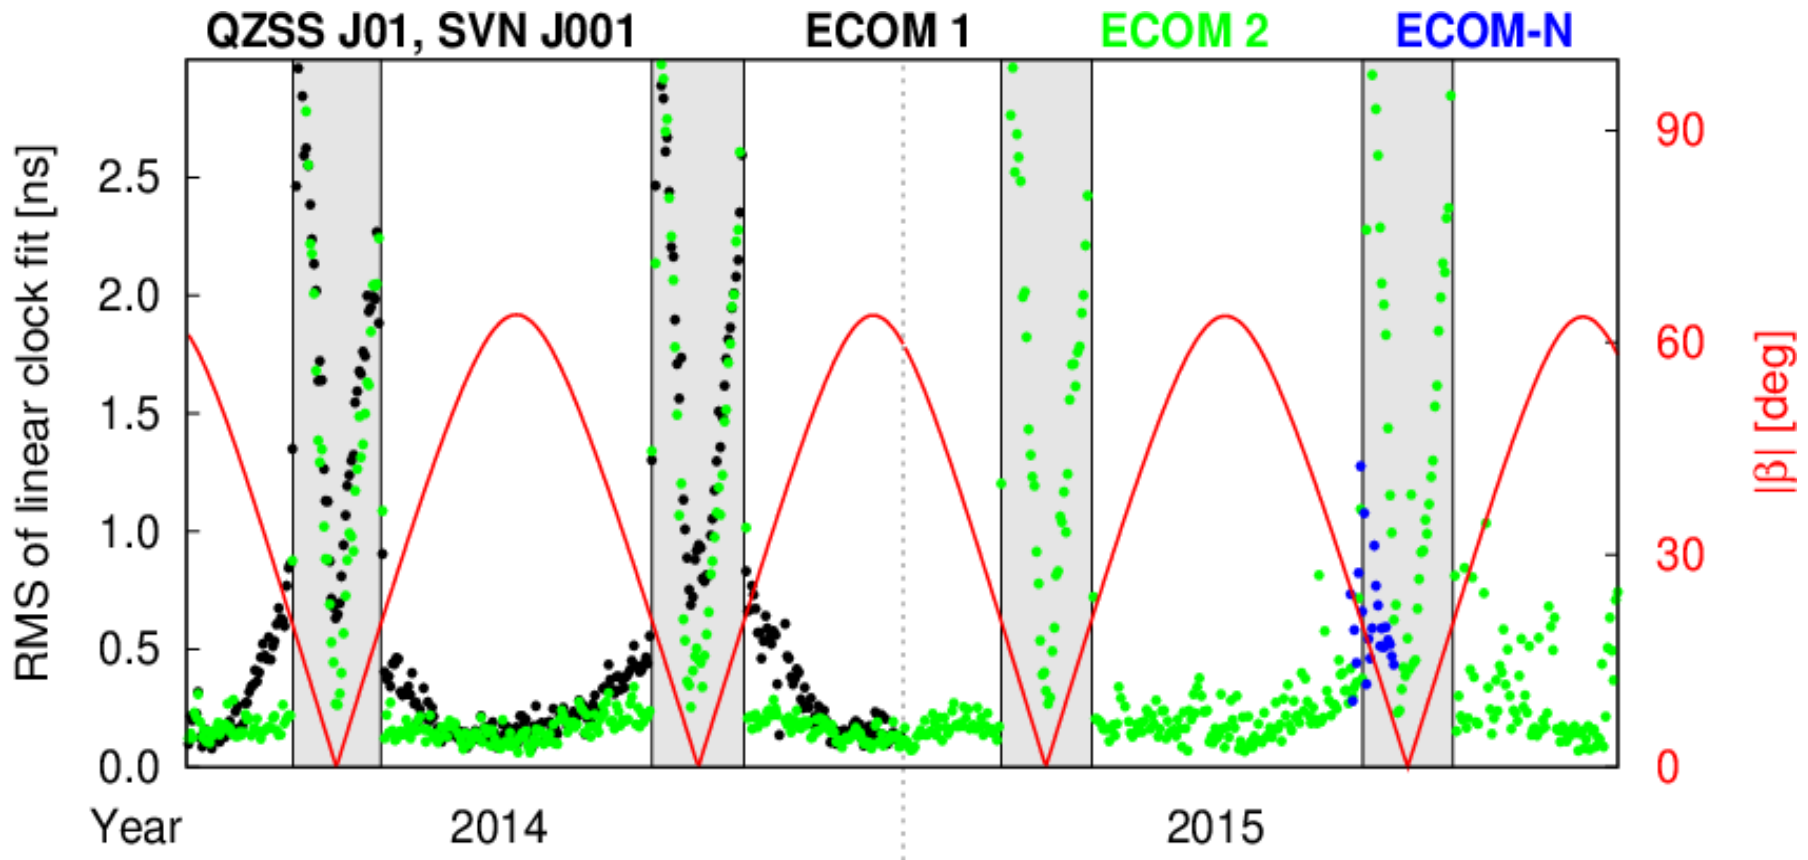 QZSS J01, SVN J001 ECOM 1 ECOM 2 ECOM-N
RMS of linear clock fit [ns]
2.5
2.0
1.5
1.0
0.5
0.0
90
60
30
0
|β| [deg]
Year 2014 2015